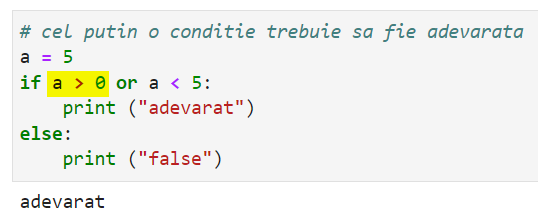 # cel putin o conditie trebuie sa fie adevarata
a = 5
if a > 0 or a < 5:
    print ("adevarat")
else:
    print ("false")
adevarat